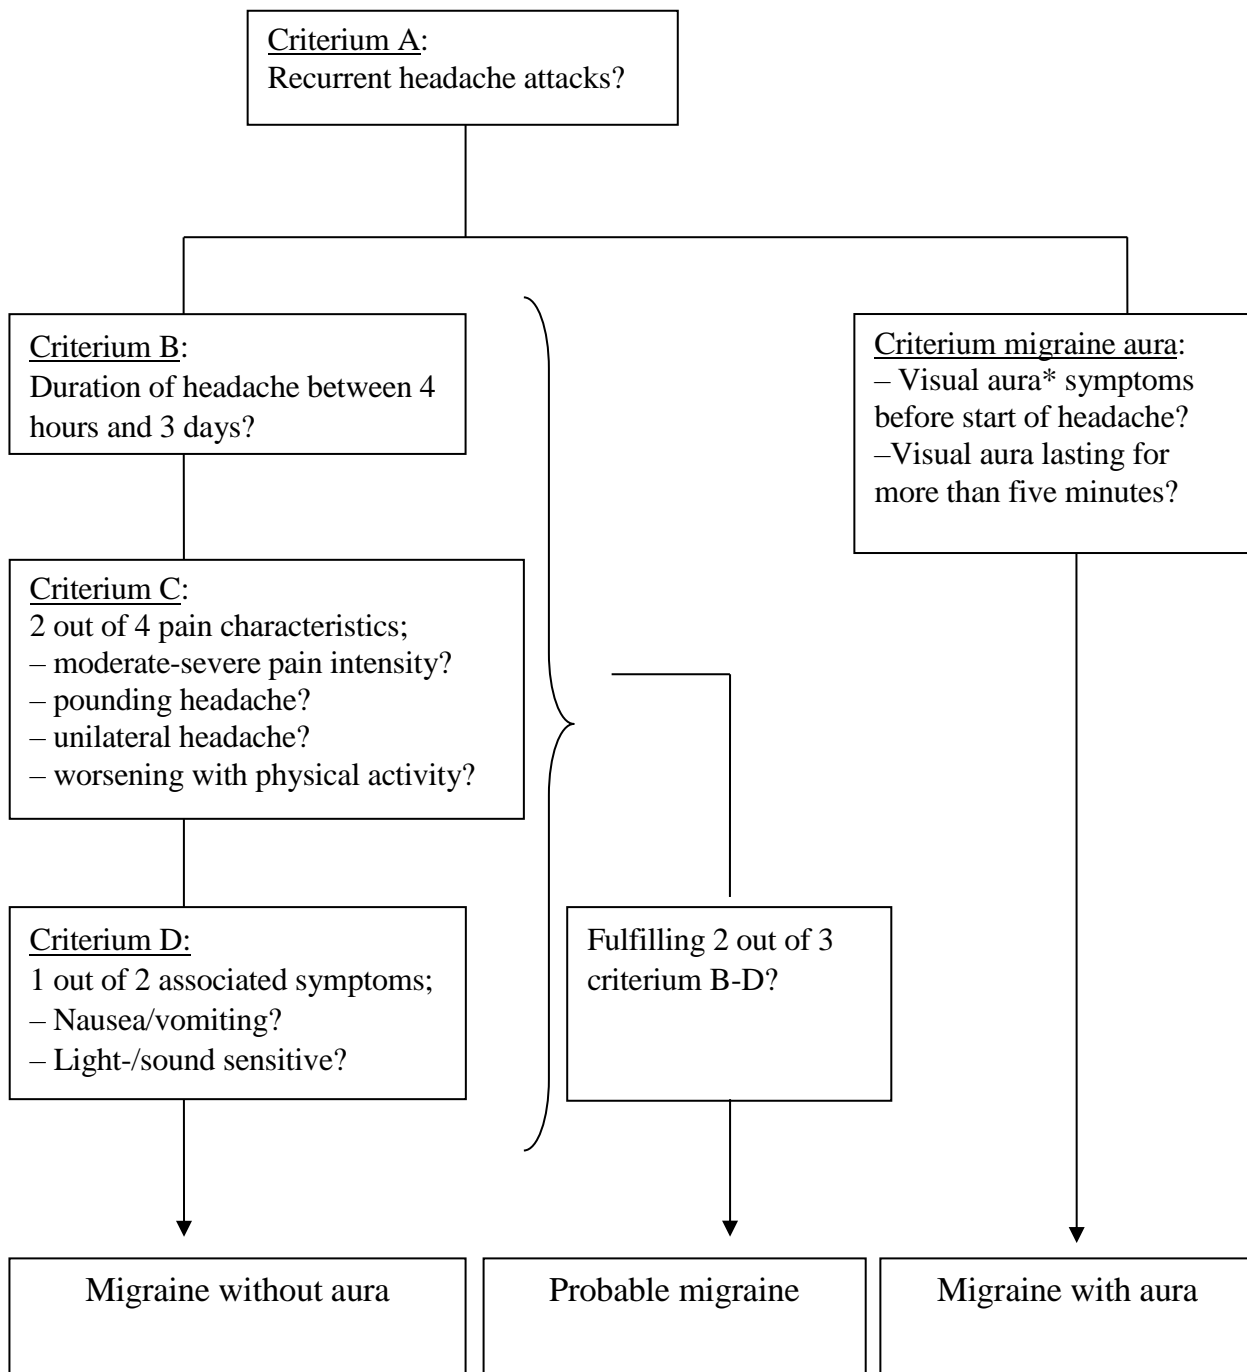 Criterium A:
Recurrent headache attacks?
Criterium B:
Duration of headache between 4
hours and 3 days?
Criterium migraine aura:
– Visual aura* symptoms
before start of headache?
–Visual aura lasting for
more than five minutes?
Criterium C:
2 out of 4 pain characteristics;
– moderate-severe pain intensity?
– pounding headache?
– unilateral headache?
– worsening with physical activity?
Criterium D:
1 out of 2 associated symptoms;
– Nausea/vomiting?
– Light-/sound sensitive?
Fulfilling 2 out of 3
criterium B-D?
Migraine without aura
Probable migraine
Migraine with aura